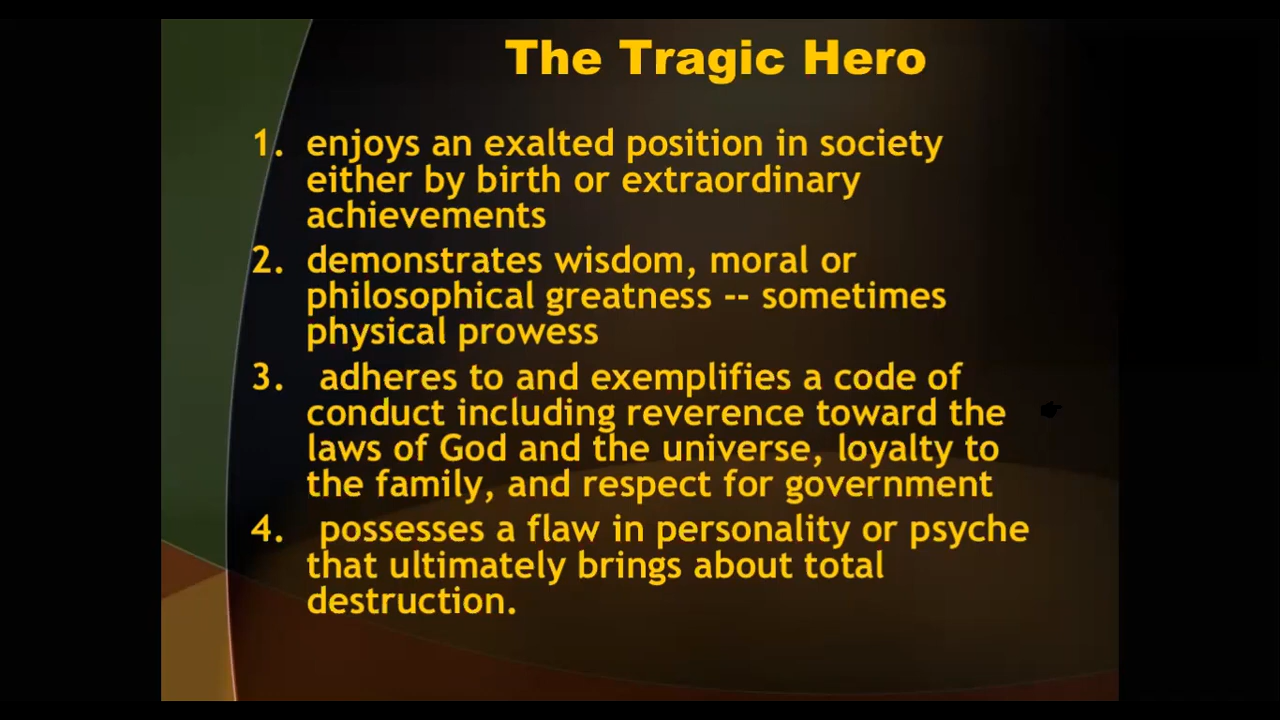 The Tragic Hero
1. enjoys an exalted position in society
either by birth or extraordinary
achievements
2. demonstrates wisdom, moral or
philosophical greatness -- sometimes
physical prowess
3. adheres to and exemplifies a code of
conduct including reverence toward the
laws of God and the universe, loyalty to
the family, and respect for government
4. possesses a flaw in personality or psyche
that ultimately brings about total
destruction.